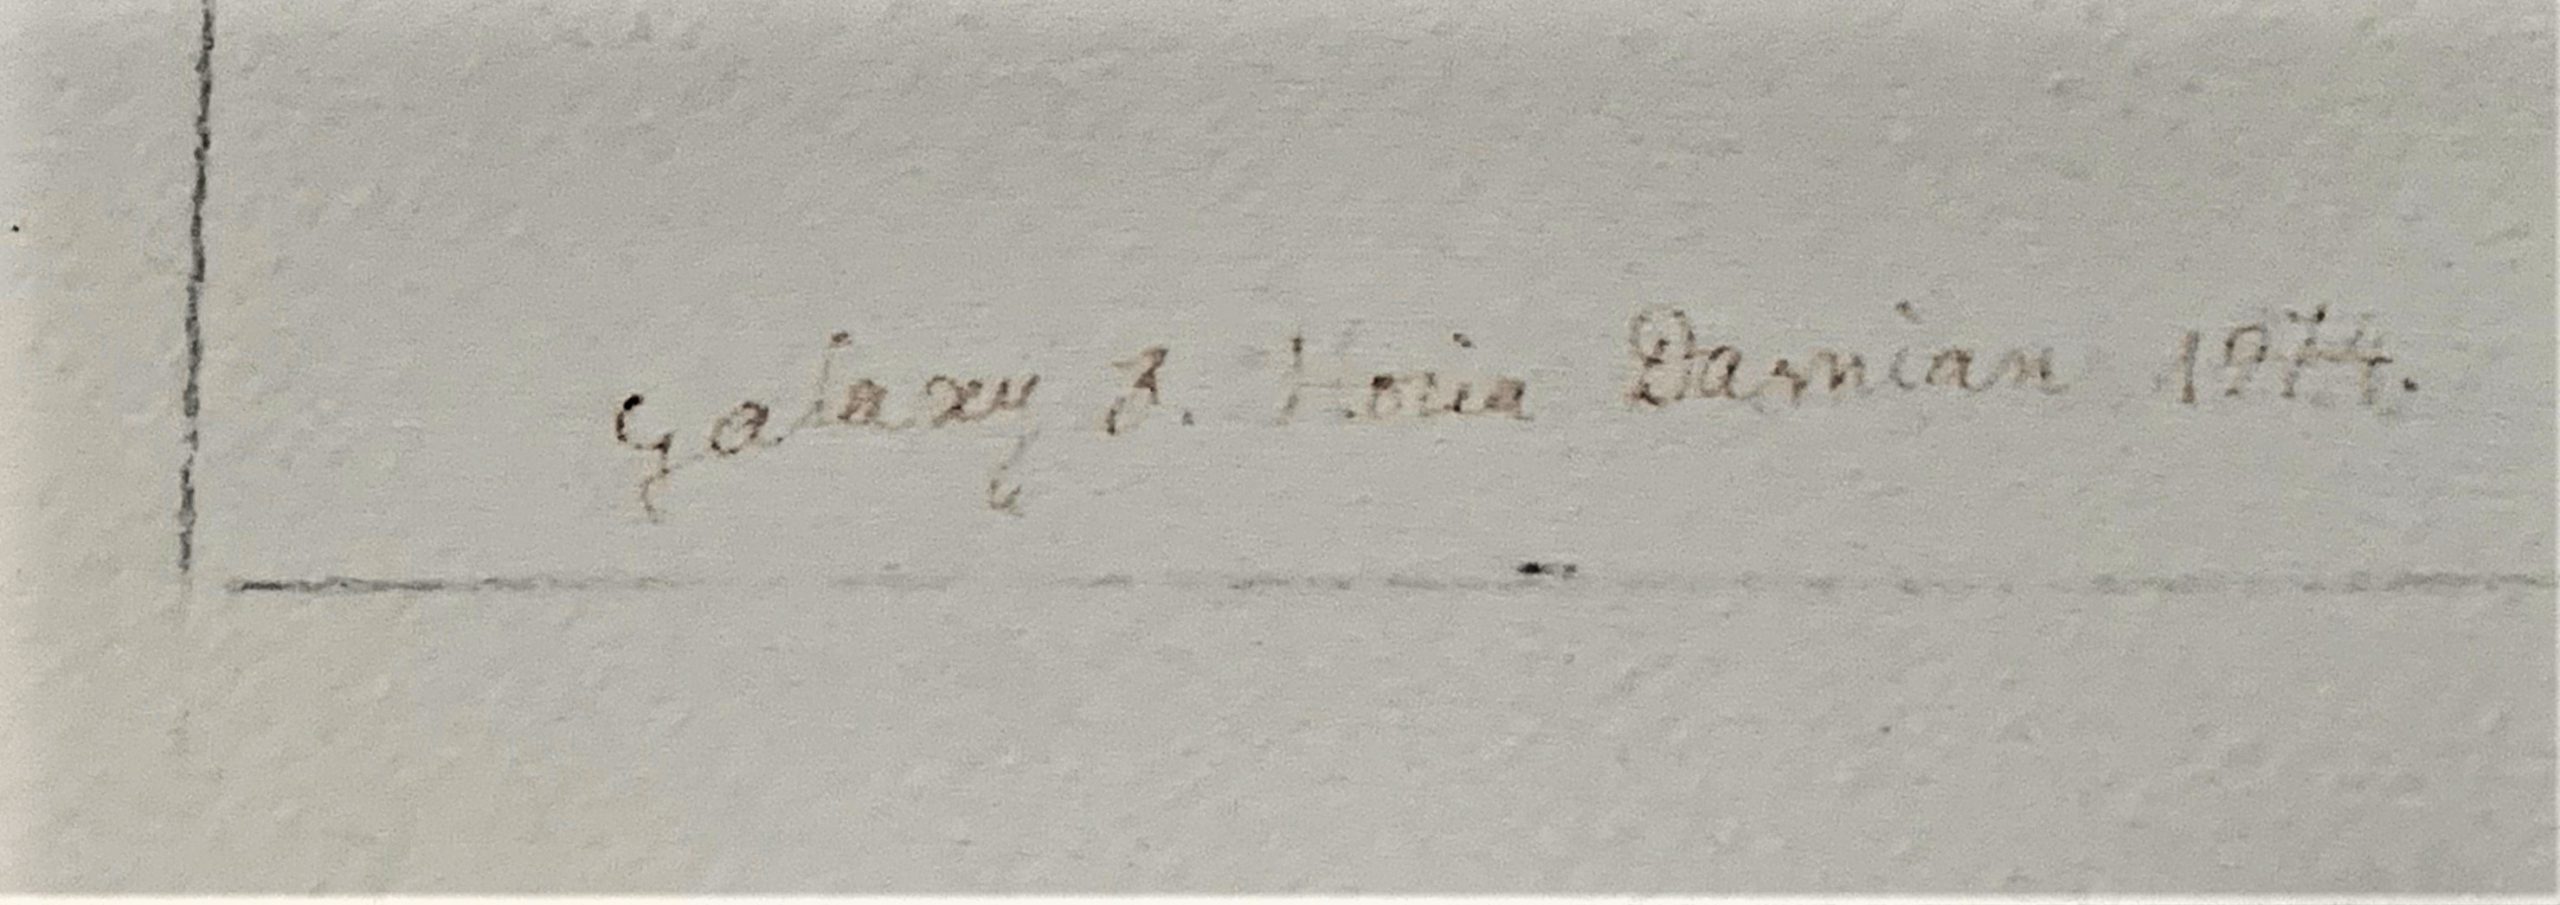 Galaxy 3. Horia Damian 1974.